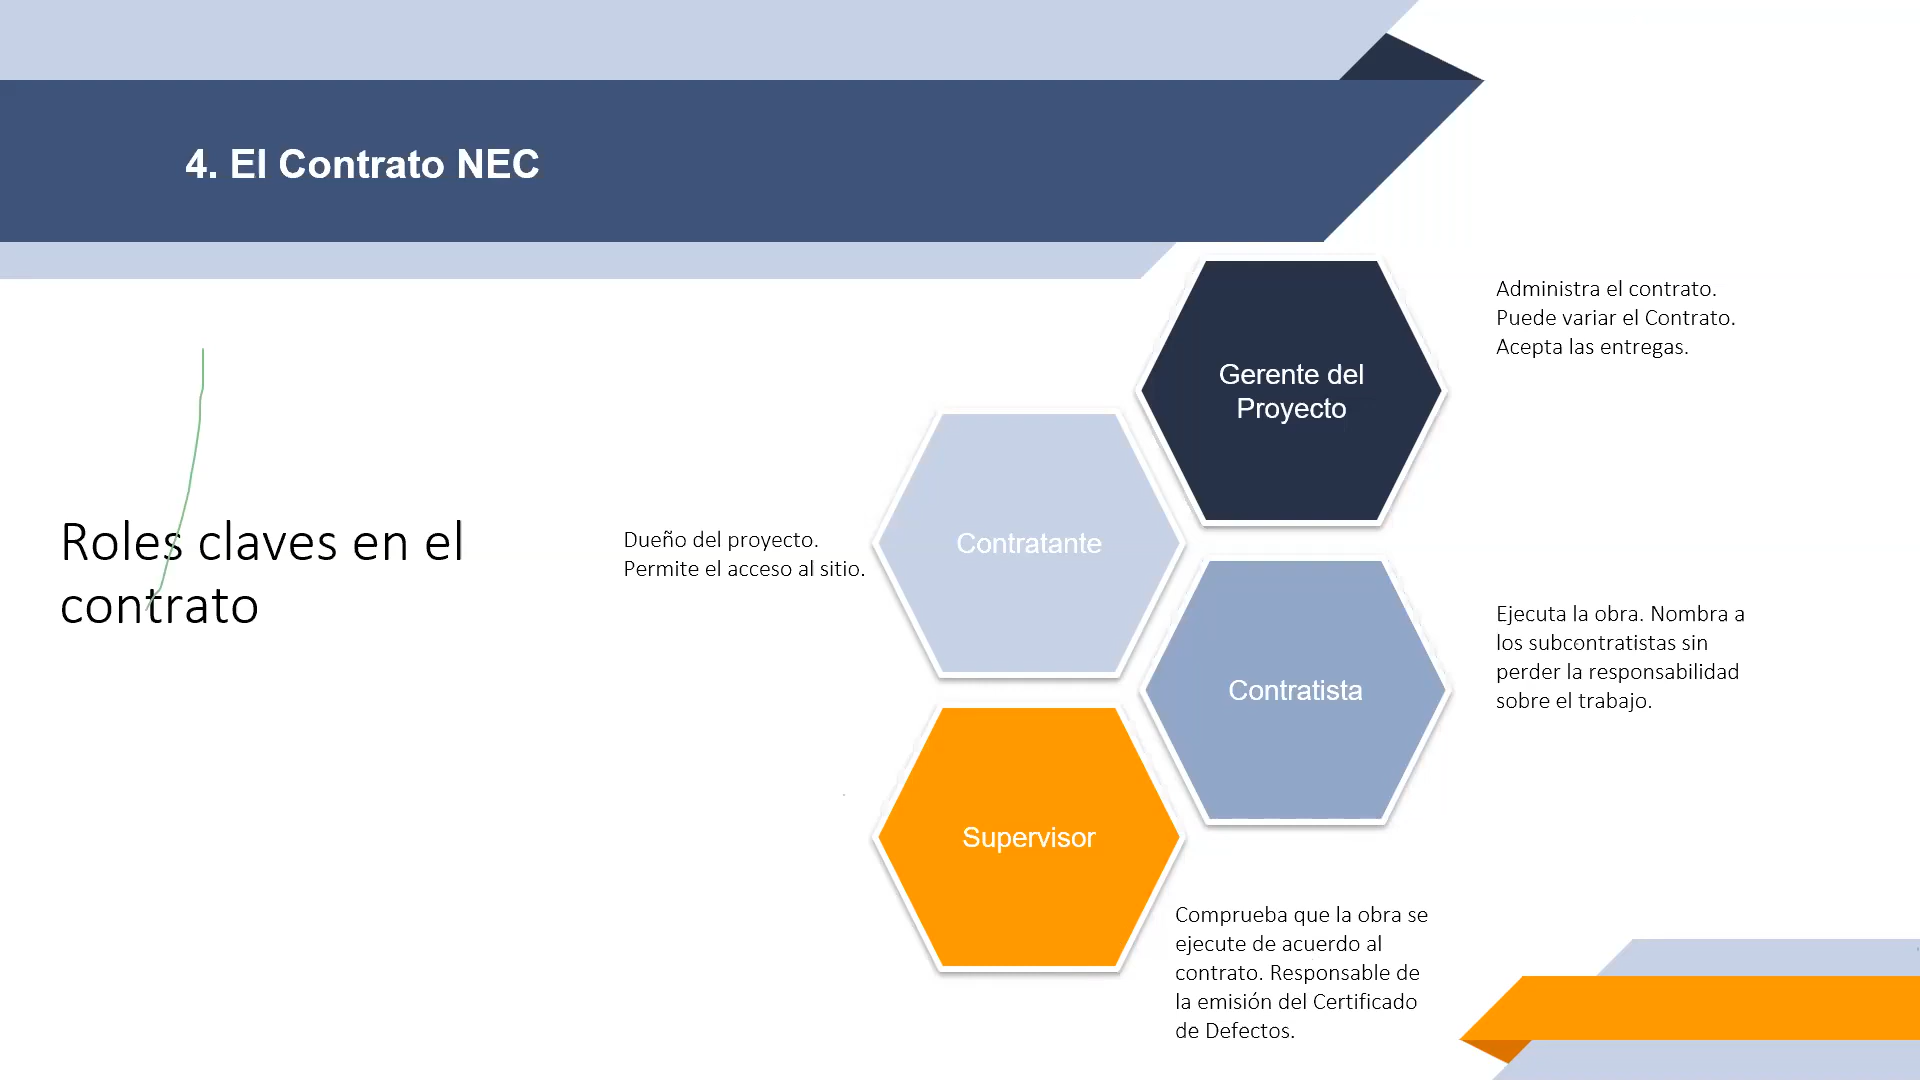 4. El Contrato NEC
Roles claves en el
contrato
Gerente del
Proyecto
Administra el contrato.
Puede variar el Contrato.
Acepta las entregas.
Contratante
Dueño del proyecto.
Permite el acceso al sitio.
Contratista
Ejecuta la obra. Nombra a
los subcontratistas sin
perder la responsabilidad
sobre el trabajo.
Supervisor
Comprueba que la obra se
ejecute de acuerdo al
contrato. Responsable de
la emisión del Certificado
de Defectos.